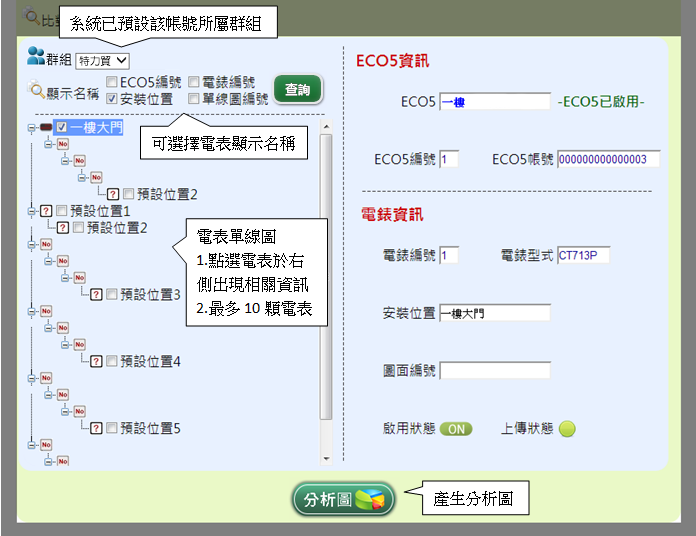 比
系統已預設該帳號所屬群組
群組 特力貿
顯示名稱 ECO5編號 電錶編號
安裝位置 單線圖編號
查詢
可選擇電表顯示名稱
一樓大門
No
No
No
? 預設位置2
? 預設位置1
? 預設位置2
No
No
No
? 預設位置3
No
No
No
? 預設位置4
No
No
No
? 預設位置5
No
No
電表單線圖
1.點選電表於右
側出現相關資訊
2.最多10顆電表
ECO5資訊
ECO5 一樓 -ECO5已啟用-
ECO5編號 1 ECO5帳號 000000000000003
電錶資訊
電錶編號 1 電錶型式 CT713P
安裝位置 一樓大門
圖面編號
啟用狀態 ON 上傳狀態
分析圖
產生分析圖